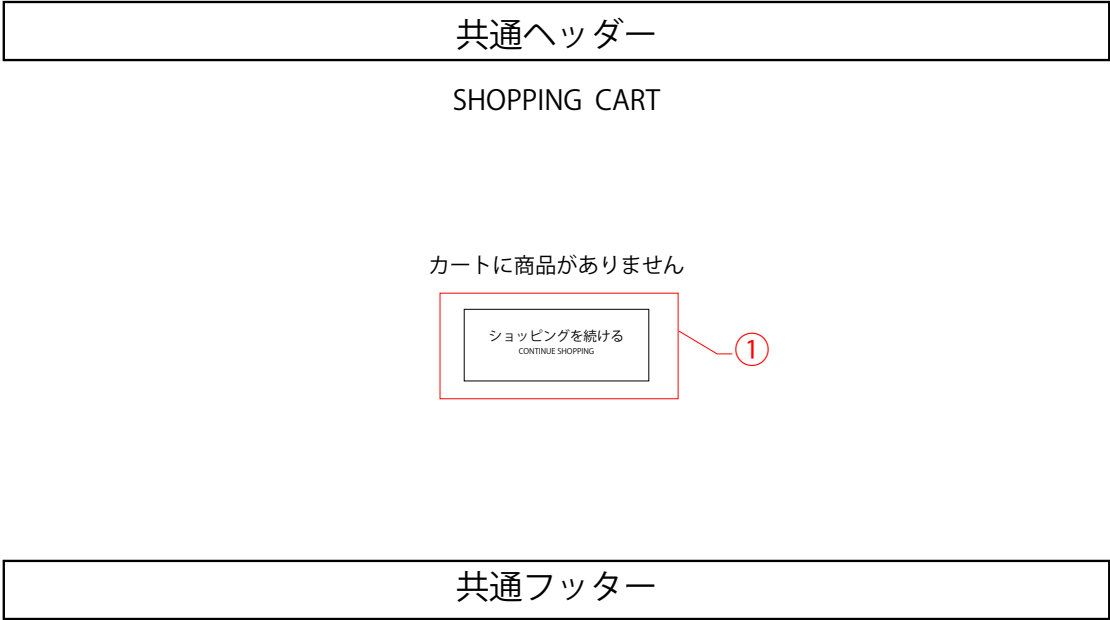 共通ヘッダー
SHOPPING CART
カートに商品がありません
ショッピングを続ける
CONTINUE SHOPPING
①
共通フッター